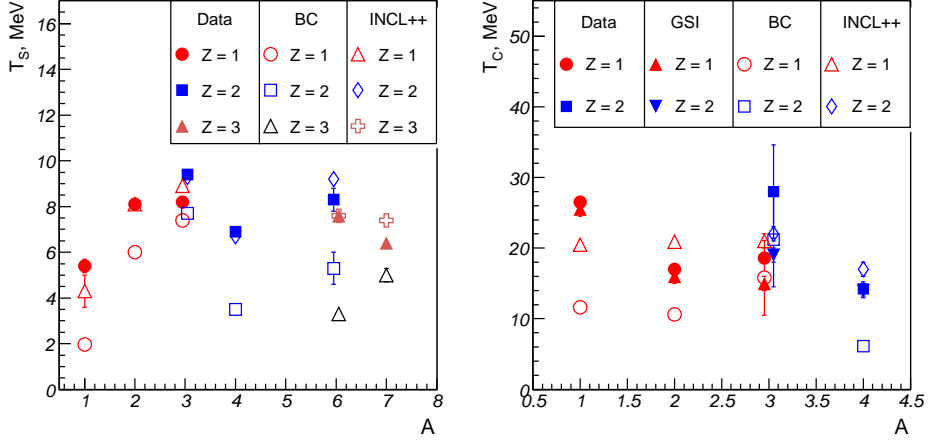 T_S, MeV
16
14
12
10
8
6
4
2
0
1 2 3 4 5 6 7 8
A
Data BC INCL++
Z = 1 Z = 1 Z = 1
Z = 2 Z = 2 Z = 2
Z = 3 Z = 3 Z = 3
T_C, MeV
50
40
30
20
10
0
0.5 1 1.5 2 2.5 3 3.5 4 4.5
A
Data GSI BC INCL++
Z = 1 Z = 1 Z = 1 Z = 1
Z = 2 Z = 2 Z = 2 Z = 2